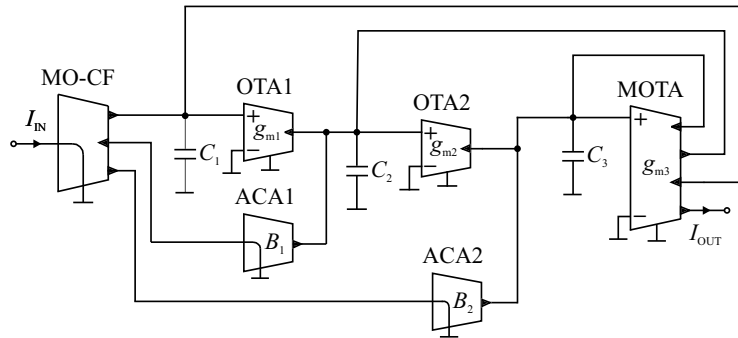 MO-CF
I_IN
OTA1
+
g_m1
−
C_1
OTA2
+
g_m2
−
C_2
MOTA
+
g_m3
−
C_3
I_OUT
ACA1
B_1
ACA2
B_2